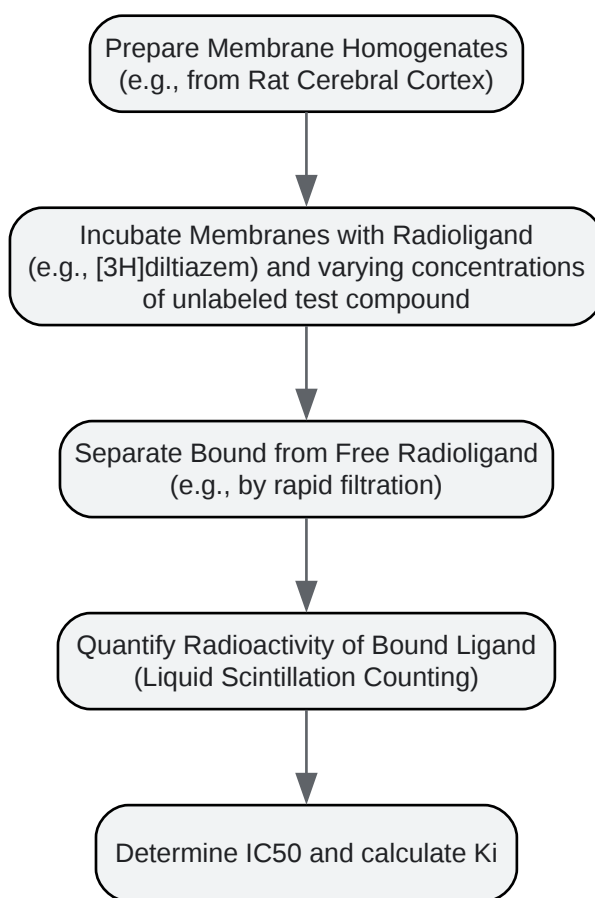 Prepare Membrane Homogenates
(e.g., from Rat Cerebral Cortex)
Incubate Membranes with Radioligand
(e.g., [3H]diltiazem) and varying concentrations
of unlabeled test compound
Separate Bound from Free Radioligand
(e.g., by rapid filtration)
Quantify Radioactivity of Bound Ligand
(Liquid Scintillation Counting)
Determine IC50 and calculate Ki